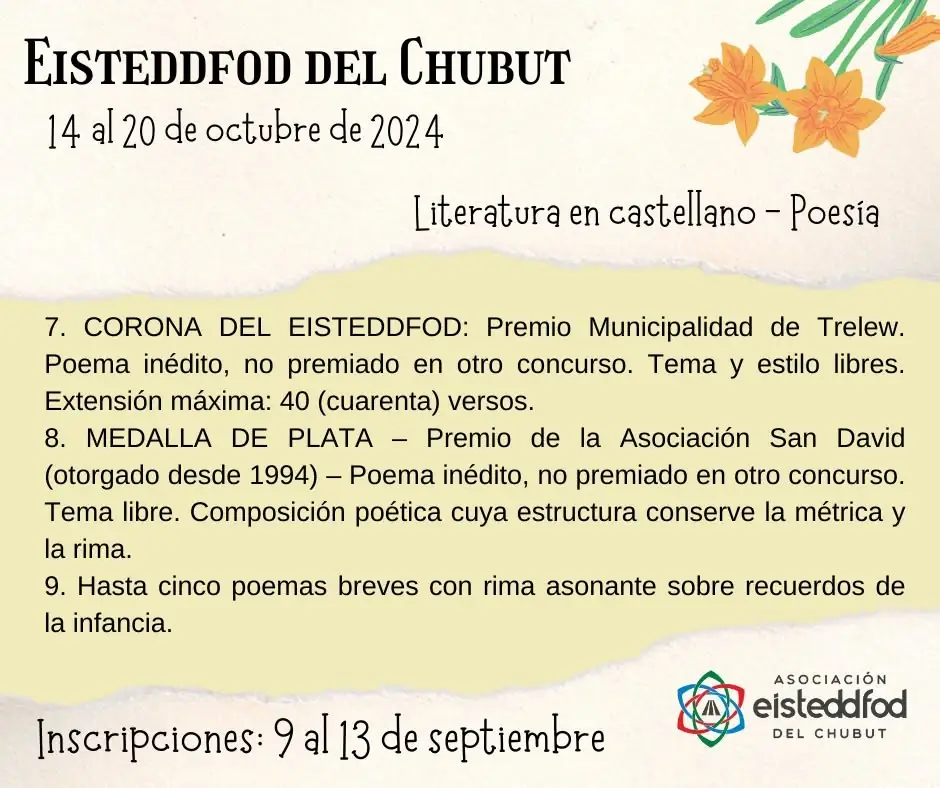 EISTEDDFOD DEL CHUBUT
14 al 20 de octubre de 2024
Literatura en castellano - Poesía
7. CORONA DEL EISTEDDFOD: Premio Municipalidad de Trelew.
Poema inédito, no premiado en otro concurso. Tema y estilo libres.
Extensión máxima: 40 (cuarenta) versos.
8. MEDALLA DE PLATA – Premio de la Asociación San David
(otorgado desde 1994) – Poema inédito, no premiado en otro concurso.
Tema libre. Composición poética cuya estructura conserve la métrica y
la rima.
9. Hasta cinco poemas breves con rima asonante sobre recuerdos de
la infancia.
Inscripciones: 9 al 13 de septiembre
ASOCIACIÓN
eisteddfod
DEL CHUBUT